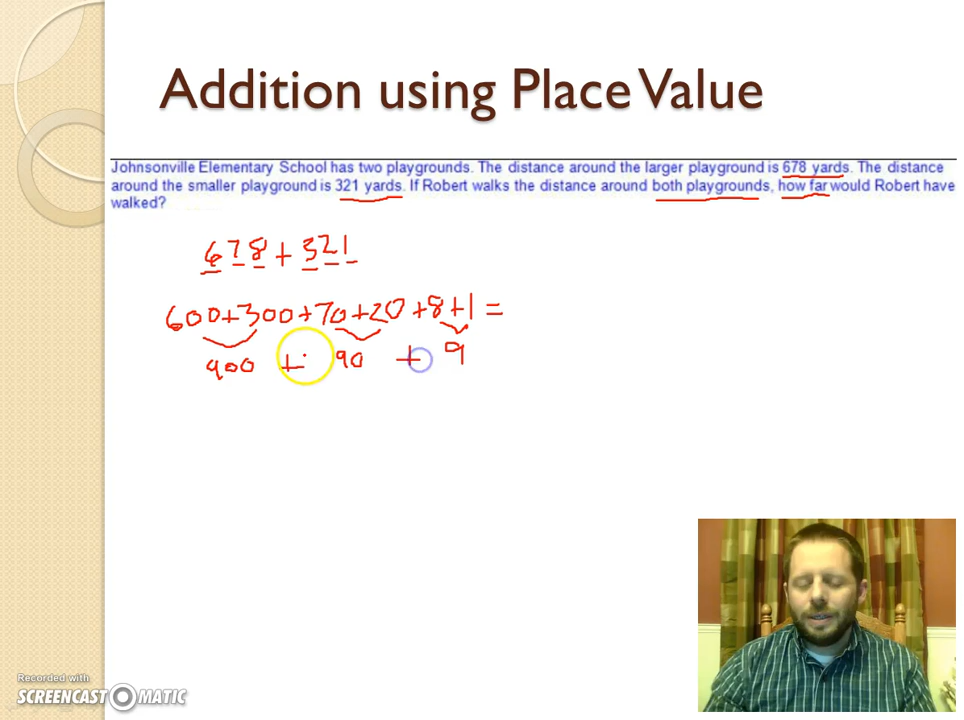 Addition using Place Value
Johnsonville Elementary School has two playgrounds. The distance around the larger playground is 678 yards. The distance
around the smaller playground is 321 yards. If Robert walks the distance around both playgrounds, how far would Robert have
walked?
678 + 321
600+300+70+20+8+1=
900 + 90 + 9
Recorded with
SCREENCAST MATIC